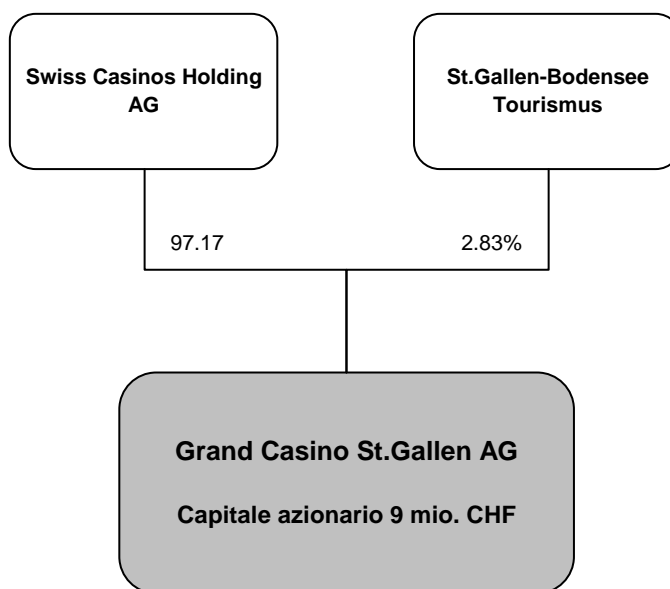 Swiss Casinos Holding
AG
St.Gallen-Bodensee
Tourismus
97.17
2.83%
Grand Casino St.Gallen AG
Capitale azionario 9 mio. CHF